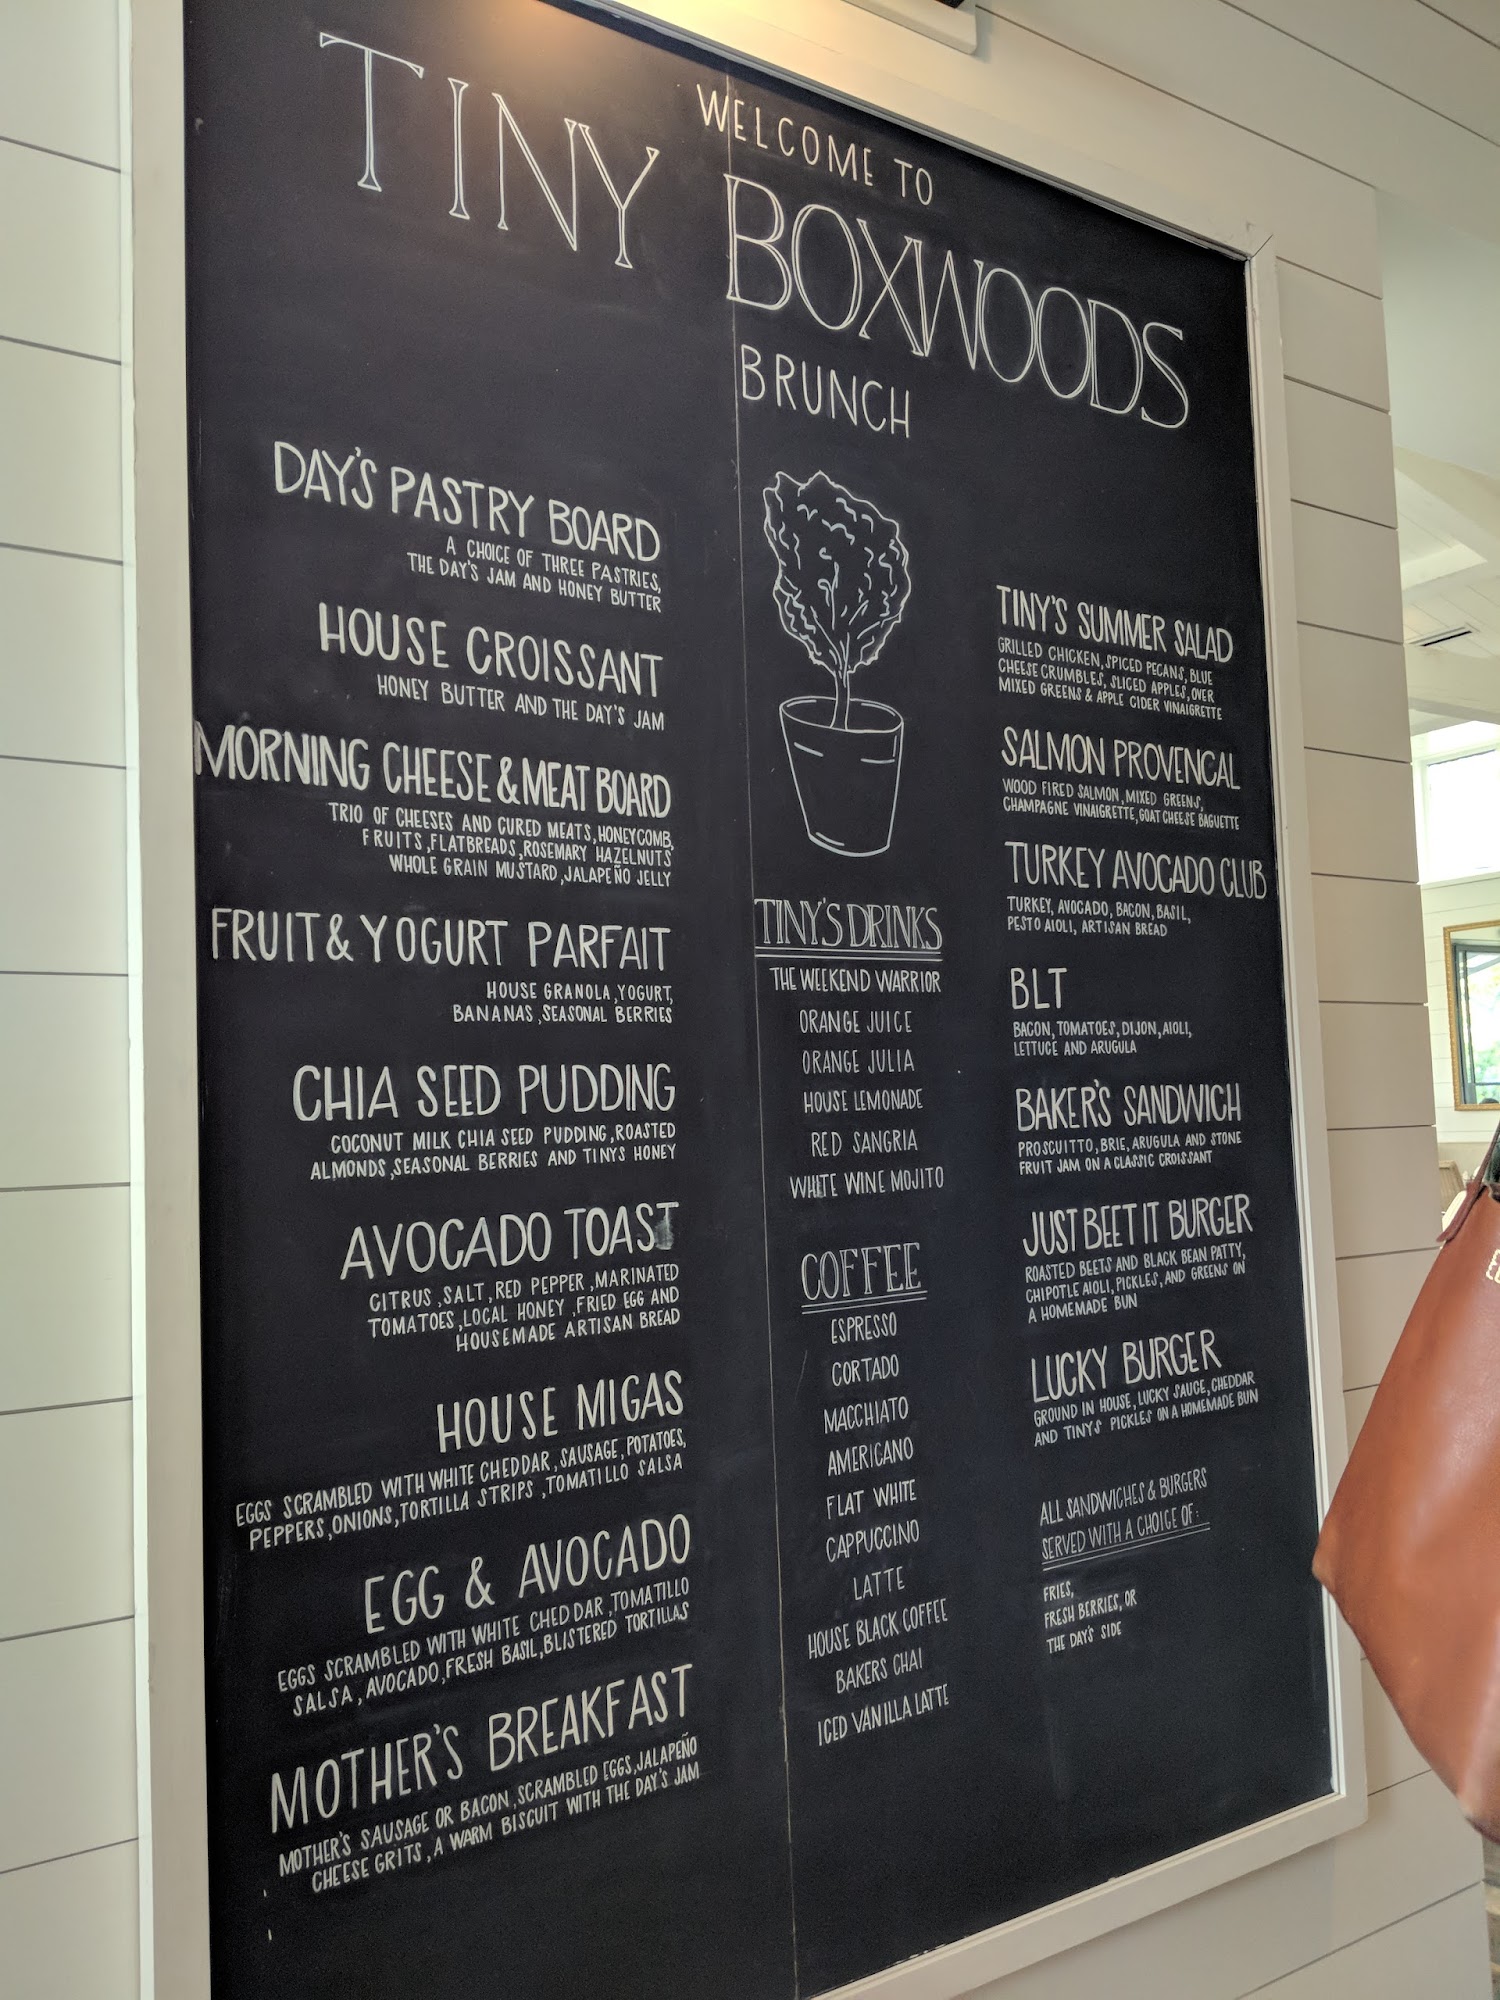 WELCOME TO
TINY BOXWOODS
BRUNCH
DAY'S PASTRY BOARD
A CHOICE OF THREE PASTRIES,
THE DAY'S JAM AND HONEY BUTTER
HOUSE CROISSANT
HONEY BUTTER AND THE DAY'S JAM
MORNING CHEESE & MEAT BOARD
TRIO OF CHEESES AND CURED MEATS, HONEYCOMB,
FRUITS, FLATBREADS, ROSEMARY HAZELNUTS
WHOLE GRAIN MUSTARD, JALAPEÑO JELLY
FRUIT & YOGURT PARFAIT
HOUSE GRANOLA, YOGURT,
BANANAS, SEASONAL BERRIES
CHIA SEED PUDDING
COCONUT MILK CHIA SEED PUDDING, ROASTED
ALMONDS, SEASONAL BERRIES AND TINYS HONEY
AVOCADO TOAST
CITRUS, SALT, RED PEPPER, MARINATED
TOMATOES, LOCAL HONEY, FRIED EGG AND
HOUSEMADE ARTISAN BREAD
HOUSE MIGAS
EGGS SCRAMBLED WITH WHITE CHEDDAR, SAUSAGE, POTATOES,
PEPPERS, ONIONS, TORTILLA STRIPS, TOMATILLO SALSA
EGG & AVOCADO
EGGS SCRAMBLED WITH WHITE CHEDDAR, TOMATILLO
SALSA, AVOCADO, FRESH BASIL, BLISTERED TORTILLAS
MOTHER'S BREAKFAST
MOTHER'S SAUSAGE OR BACON, SCRAMBLED EGGS, JALAPEÑO
CHEESE GRITS, A WARM BISCUIT WITH THE DAY'S JAM
TINY'S DRINKS
THE WEEKEND WARRIOR
ORANGE JUICE
ORANGE JULIA
HOUSE LEMONADE
RED SANGRIA
WHITE WINE MOJITO
COFFEE
ESPRESSO
CORTADO
MACCHIATO
AMERICANO
FLAT WHITE
CAPPUCCINO
LATTE
HOUSE BLACK COFFEE
BAKERS CHAI
ICED VANILLA LATTE
TINY'S SUMMER SALAD
GRILLED CHICKEN, SPICED PECANS, BLUE
CHEESE CRUMBLES, SLICED APPLES, OVER
MIXED GREENS & APPLE CIDER VINAIGRETTE
SALMON PROVENCAL
WOOD FIRED SALMON, MIXED GREENS,
CHAMPAGNE VINAIGRETTE, GOAT CHEESE BAGUETTE
TURKEY AVOCADO CLUB
TURKEY, AVOCADO, BACON, BASIL,
PESTO AIOLI, ARTISAN BREAD
BLT
BACON, TOMATOES, DIJON, AIOLI,
LETTUCE AND ARUGULA
BAKER'S SANDWICH
PROSCUITTO, BRIE, ARUGULA AND STONE
FRUIT JAM ON A CLASSIC CROISSANT
JUST BEET IT BURGER
ROASTED BEETS AND BLACK BEAN PATTY,
CHIPOTLE AIOLI, PICKLES, AND GREENS ON
A HOMEMADE BUN
LUCKY BURGER
GROUND IN HOUSE, LUCKY SAUCE, CHEDDAR
AND TINYS PICKLES ON A HOMEMADE BUN
ALL SANDWICHES & BURGERS
SERVED WITH A CHOICE OF:
FRIES,
FRESH BERRIES, OR
THE DAY'S SIDE